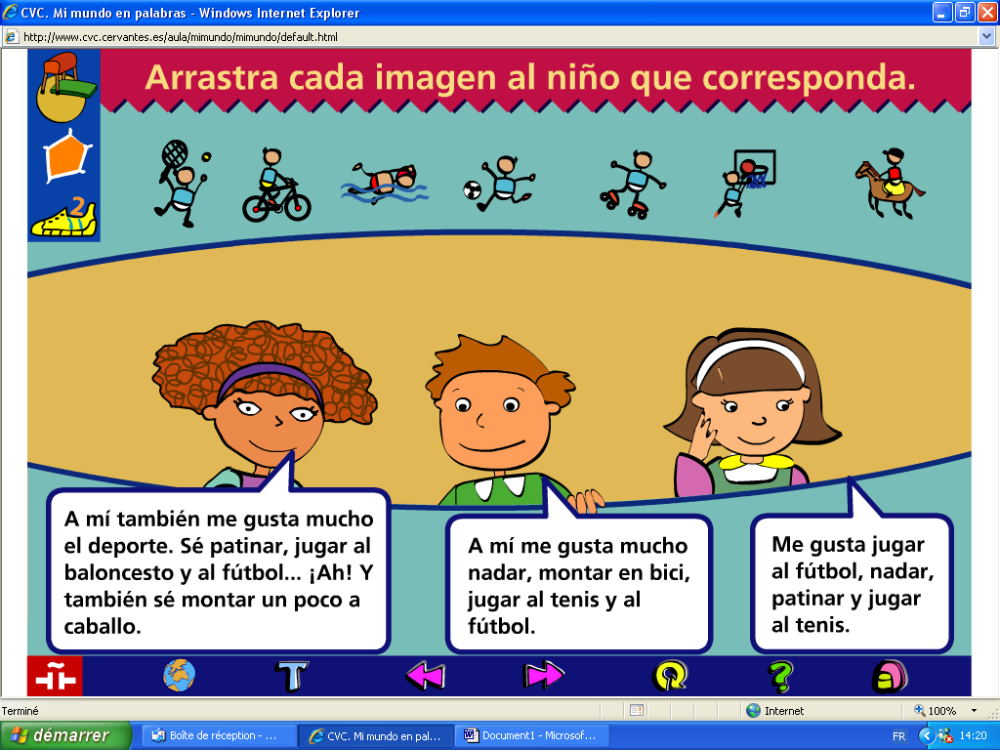 CVC. Mi mundo en palabras - Windows Internet Explorer
http://www.cvc.cervantes.es/aula/mimundo/mimundo/default.html
Arrastra cada imagen al niño que corresponda.
2
A mí también me gusta mucho
el deporte. Sé patinar, jugar al
baloncesto y al fútbol... ¡Ah! Y
también sé montar un poco a
caballo.
A mí me gusta mucho
nadar, montar en bici,
jugar al tenis y al
fútbol.
Me gusta jugar
al fútbol, nadar,
patinar y jugar
al tenis.
T
?
Terminé
Internet
100%
démarrer
Boîte de réception - ...
CVC. Mi mundo en pal...
Document1 - Microsof...
FR
14:20